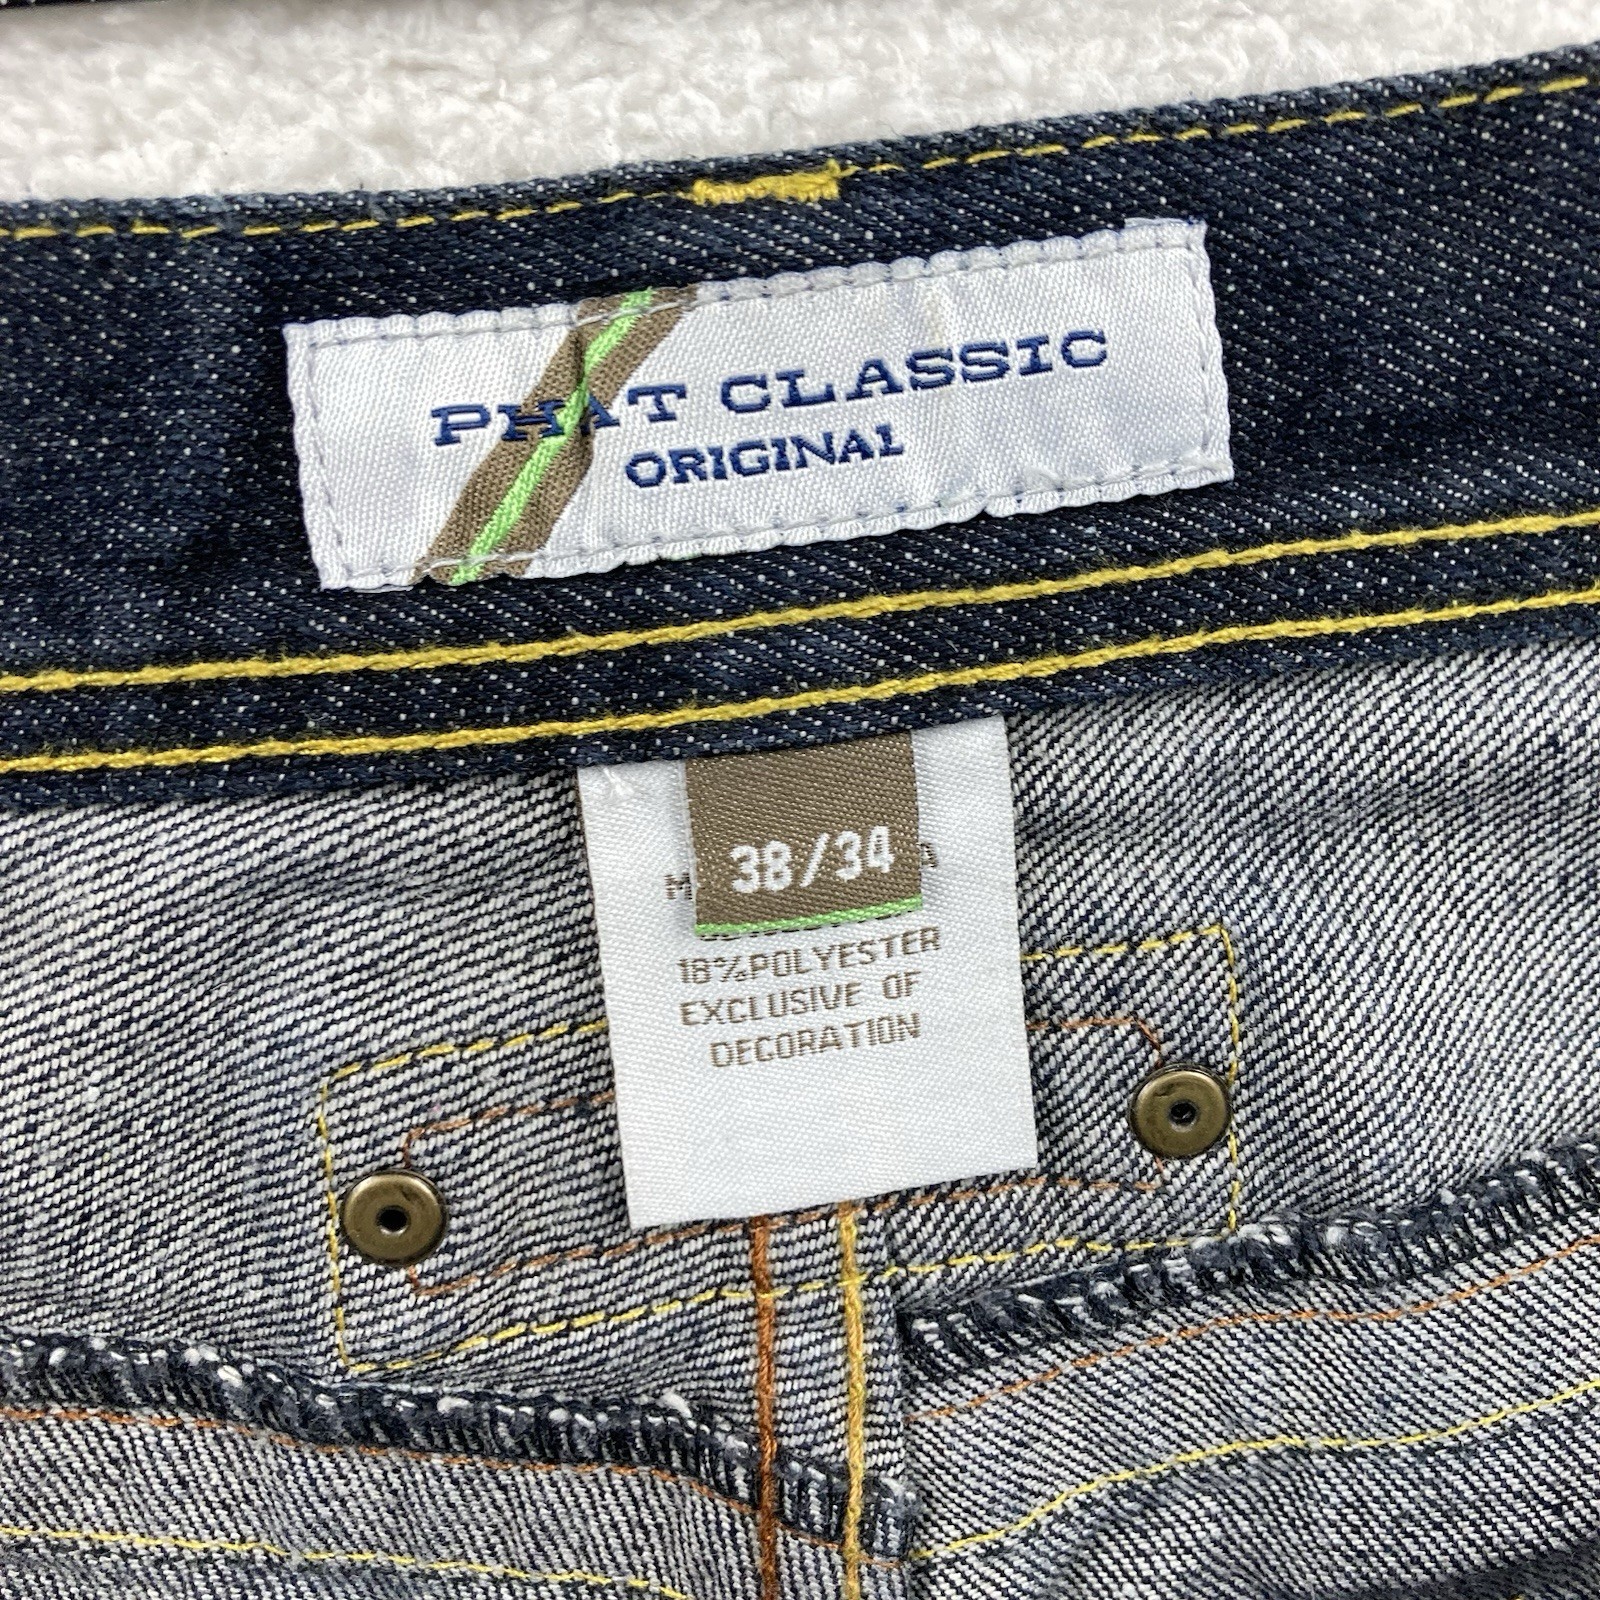 PHAT CLASSIC
ORIGINAL
38/34
18%POLYESTER
EXCLUSIVE OF
DECORATION